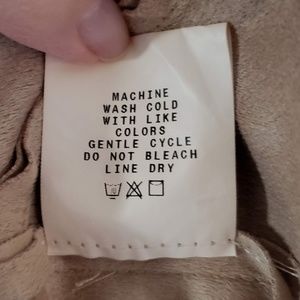 MACHINE
WASH COLD
WITH LIKE
COLORS
GENTLE CYCLE
DO NOT BLEACH
LINE DRY